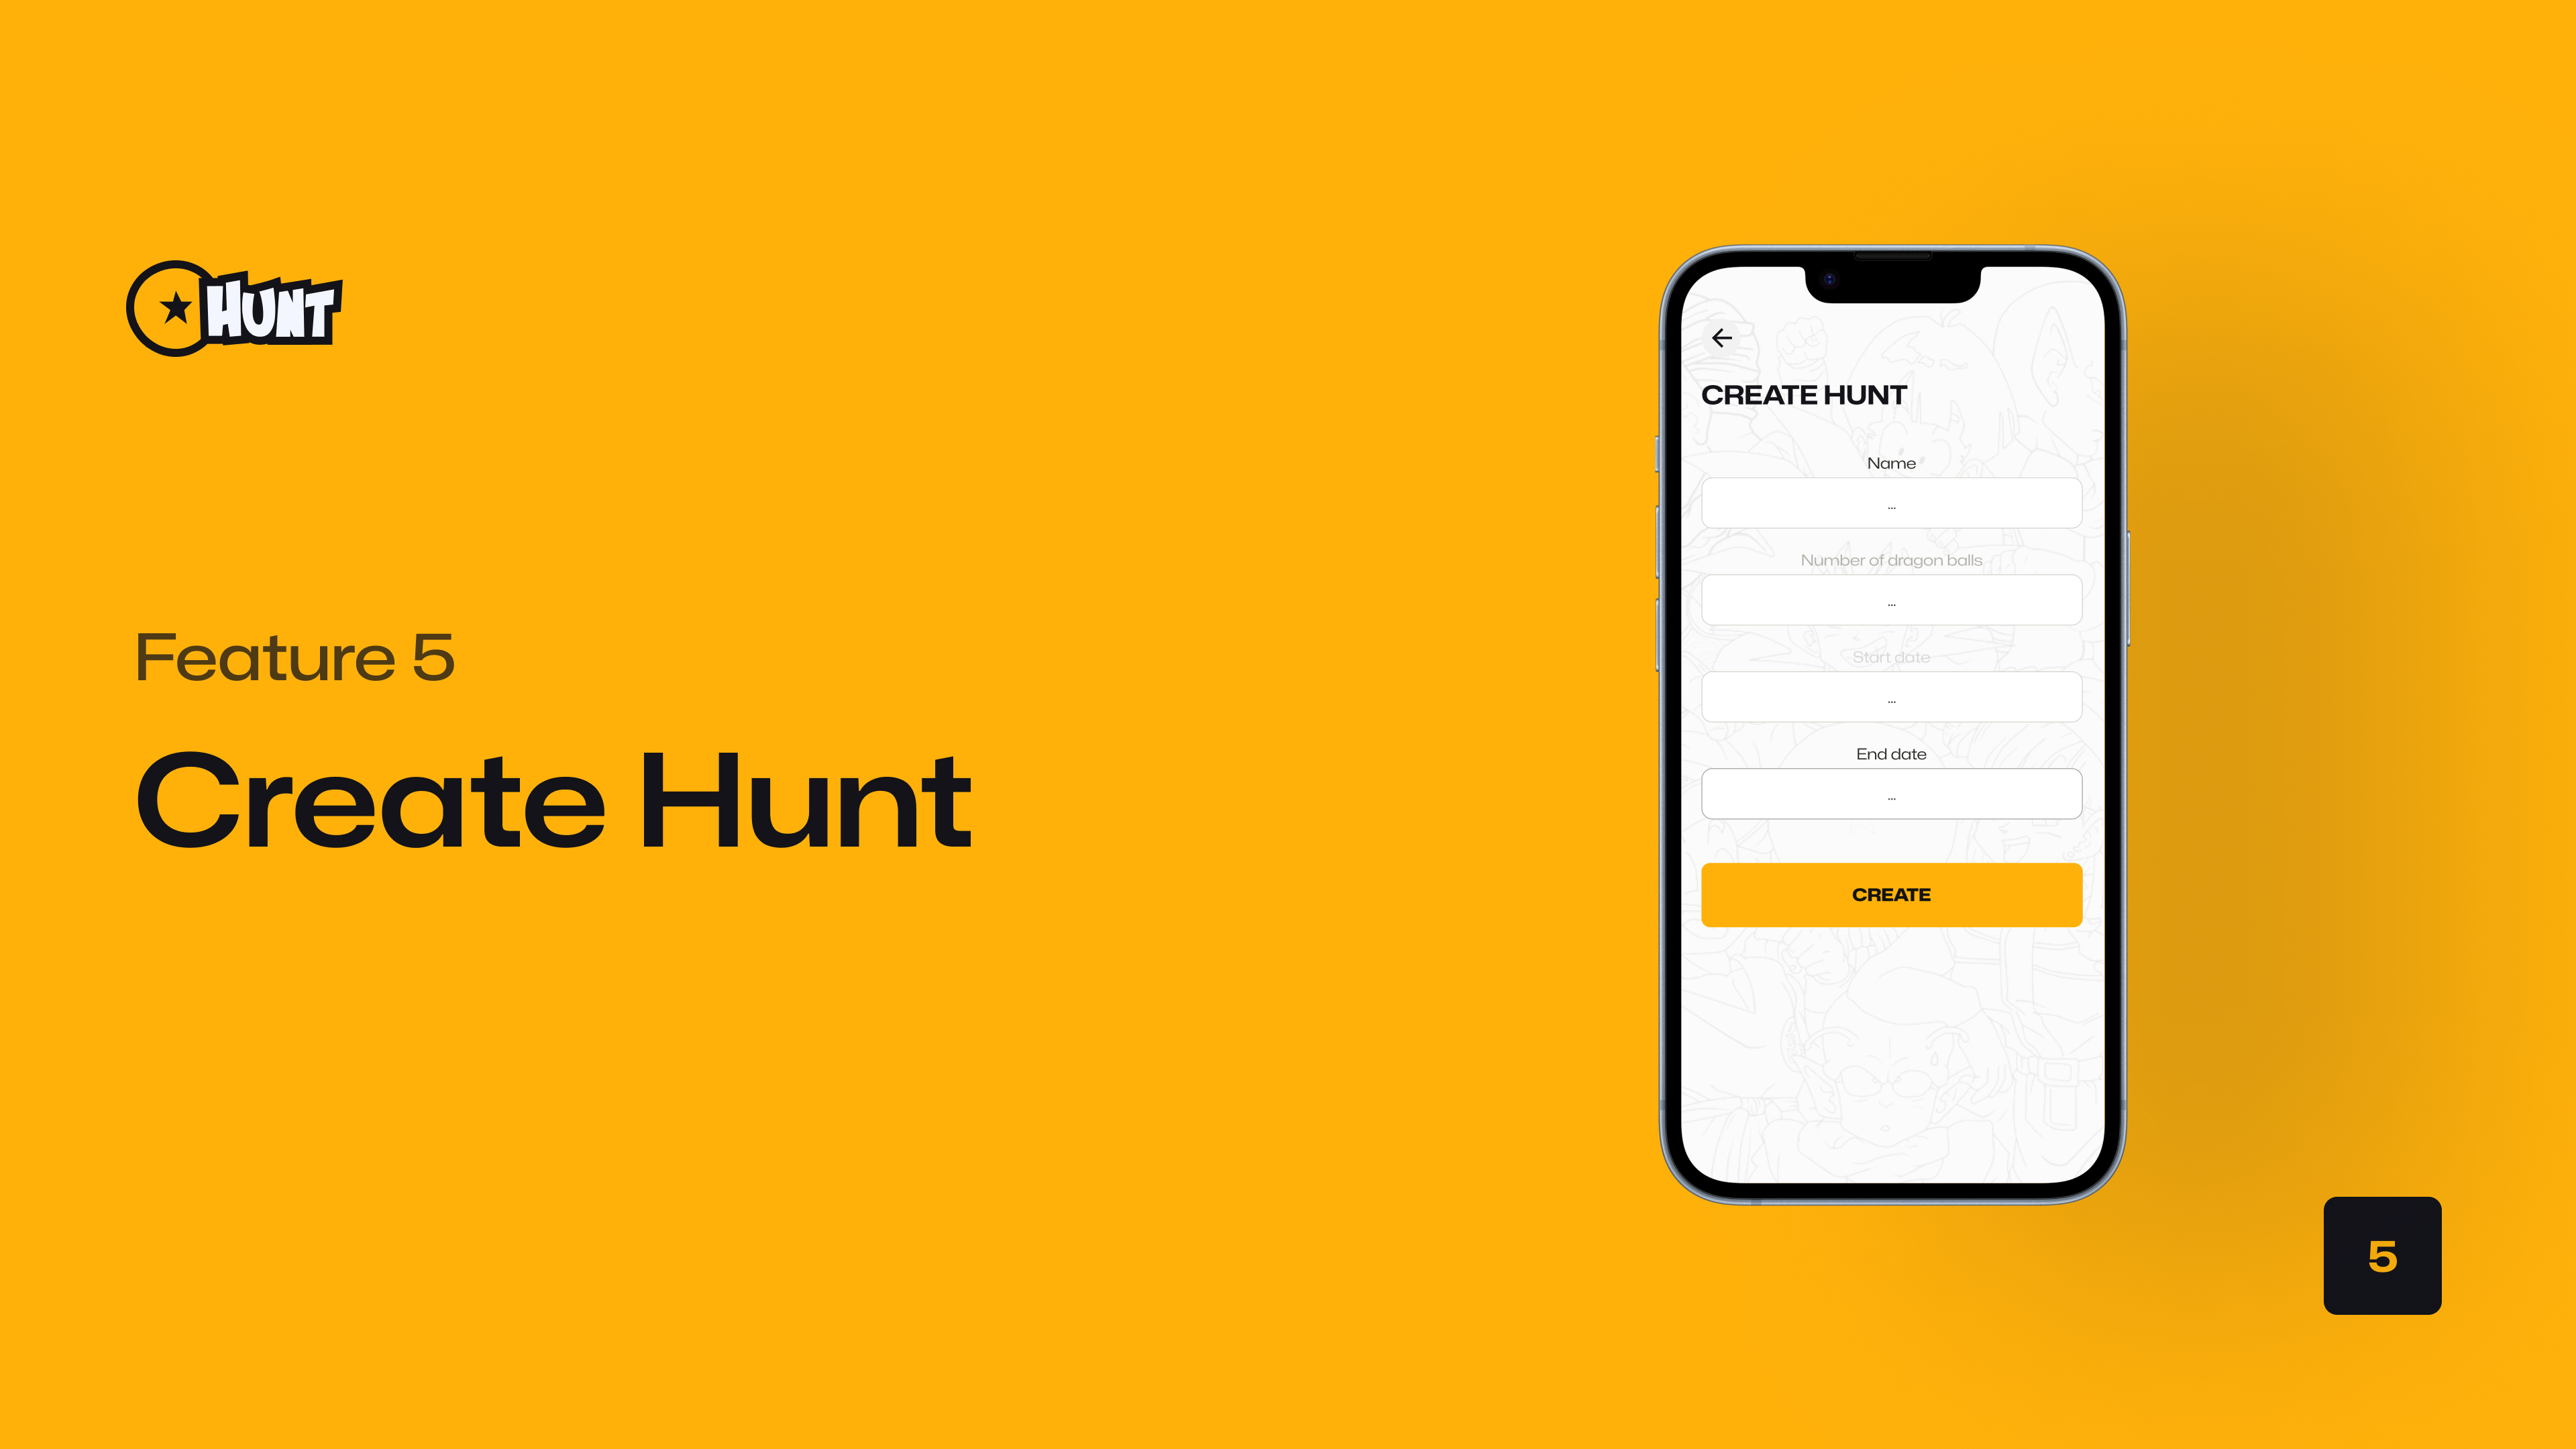 HUNT
Feature 5
Create Hunt
CREATE HUNT
Name
...
Number of dragon balls
...
Start date
...
End date
...
CREATE
5